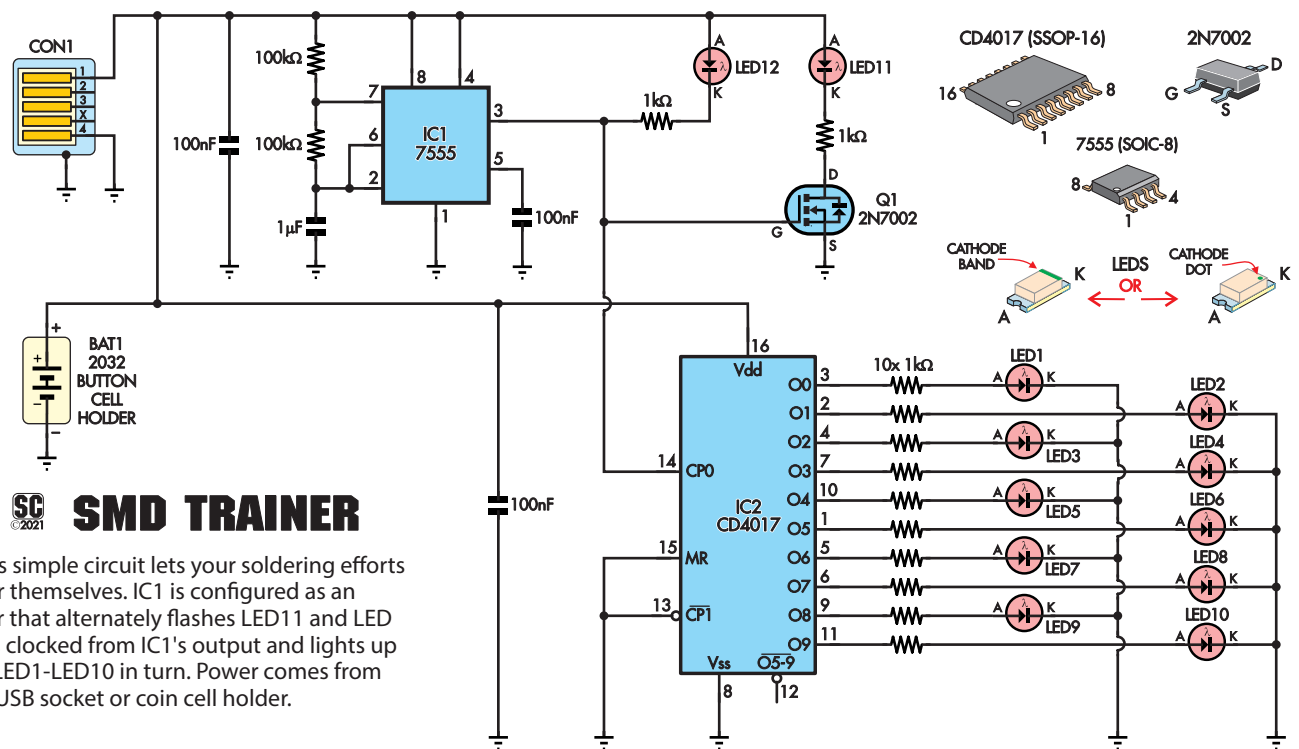 CON1
1
2
3
X
4
100nF
100kΩ
100kΩ
1µF
7
6
2
8
4
3
5
1
IC1
7555
100nF
1kΩ
A
LED12
K
A
LED11
K
1kΩ
D
Q1
2N7002
G
S
CD4017 (SSOP-16)
16
8
1
2N7002
D
G
S
7555 (SOIC-8)
8
4
1
CATHODE
BAND
K
A
LEDS
OR
CATHODE
DOT
K
A
+
BAT1
2032
BUTTON
CELL
HOLDER
+
–
–
SC
©2021
SMD TRAINER
s simple circuit lets your soldering efforts
r themselves. IC1 is configured as an
r that alternately flashes LED11 and LED
clocked from IC1's output and lights up
LED1-LED10 in turn. Power comes from
USB socket or coin cell holder.
100nF
16
Vdd
14
CP0
15
MR
13
CP1
IC2
CD4017
Vss
8
O5-9
12
10x 1kΩ
O0 3
A LED1 K
O1 2
A LED2 K
O2 4
A LED3 K
O3 7
A LED4 K
O4 10
A LED5 K
O5 1
A LED6 K
O6 5
A LED7 K
O7 6
A LED8 K
O8 9
A LED9 K
O9 11
A LED10 K
λ
λ
λ
λ
λ
λ
λ
λ
λ
λ
λ
λ